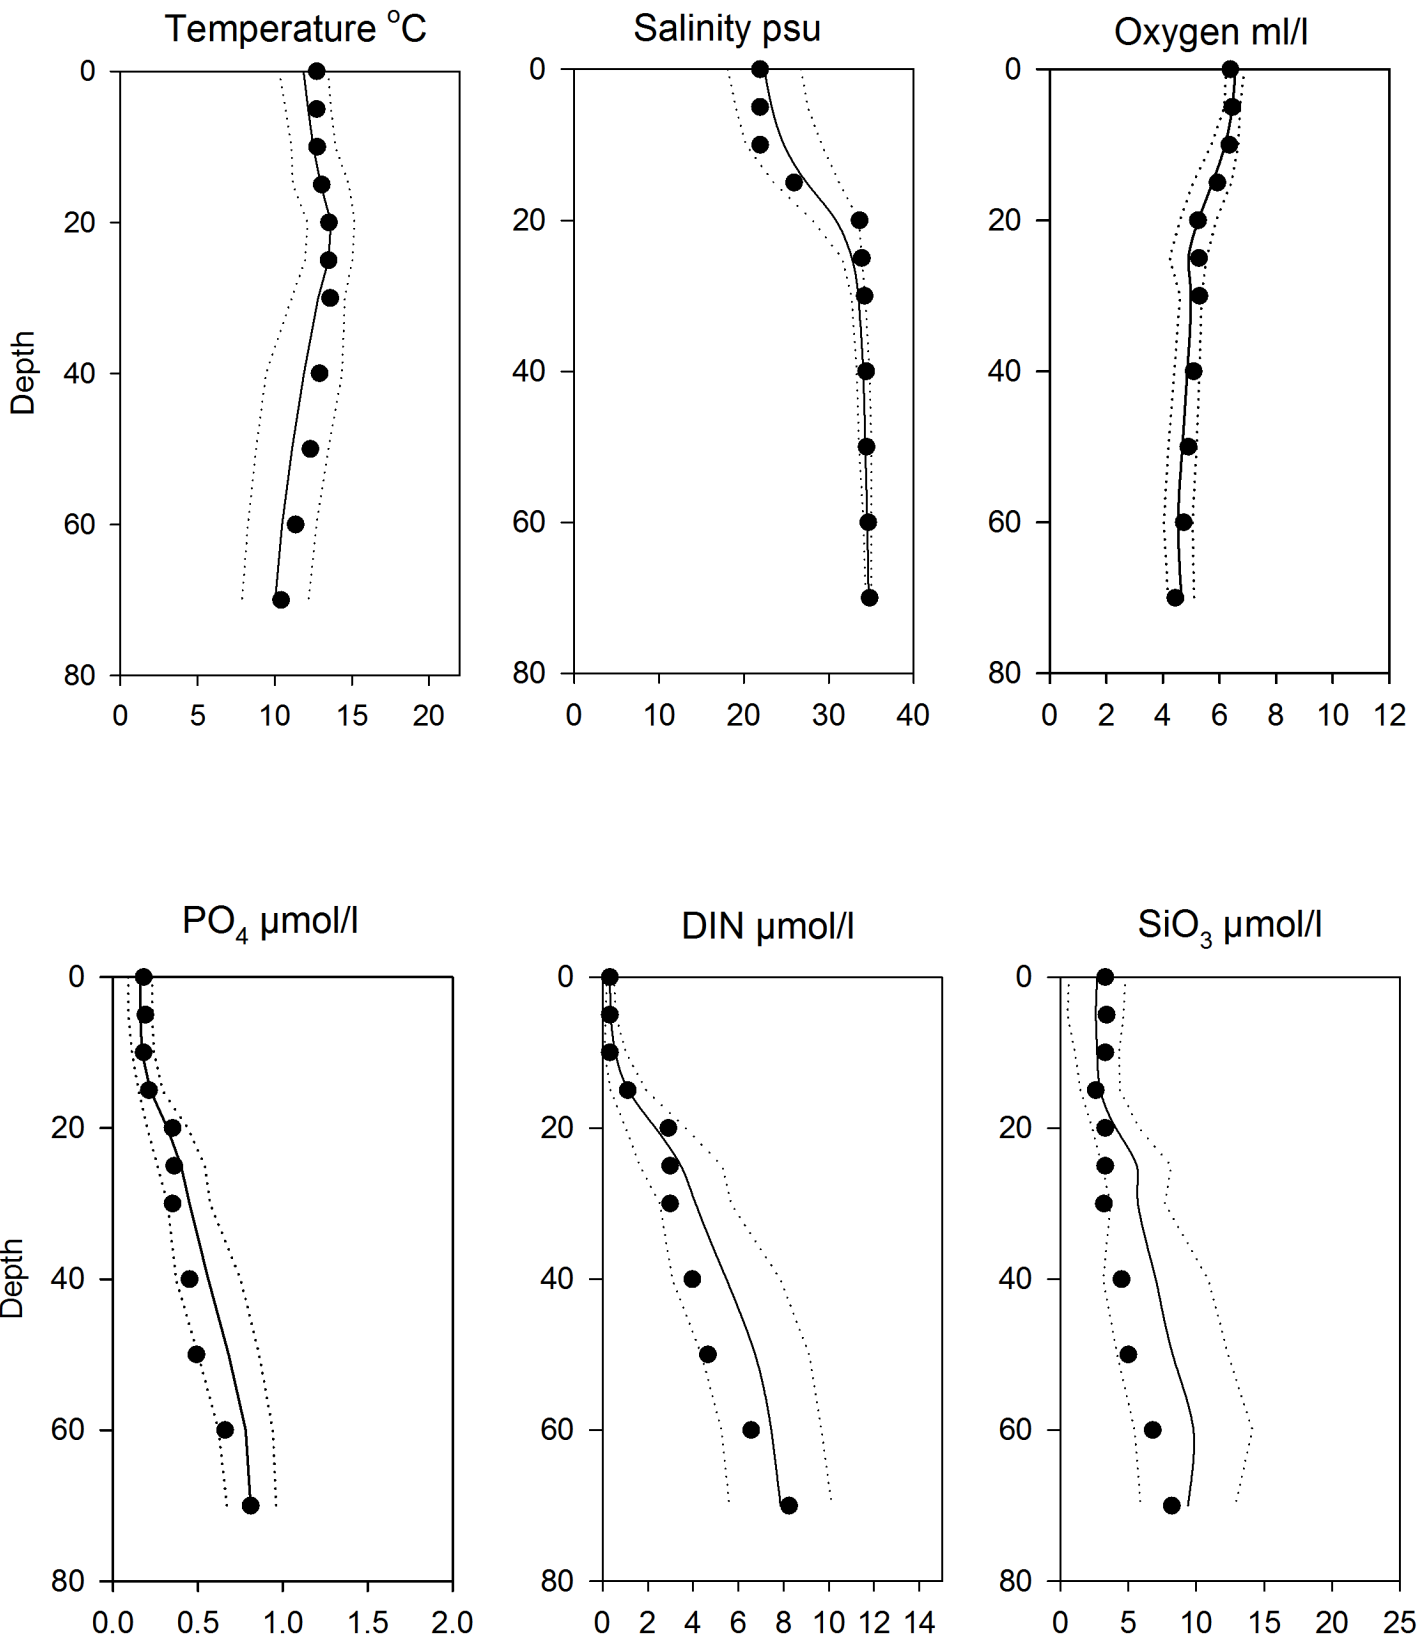 Temperature °C
Salinity psu
Oxygen ml/l
0
20
40
60
80
Depth
0 5 10 15 20
0
20
40
60
80
0 10 20 30 40
0
20
40
60
80
0 2 4 6 8 10 12
PO₄ µmol/l
DIN µmol/l
SiO₃ µmol/l
0
20
40
60
80
Depth
0.0 0.5 1.0 1.5 2.0
0
20
40
60
80
0 2 4 6 8 10 12 14
0
20
40
60
80
0 5 10 15 20 25